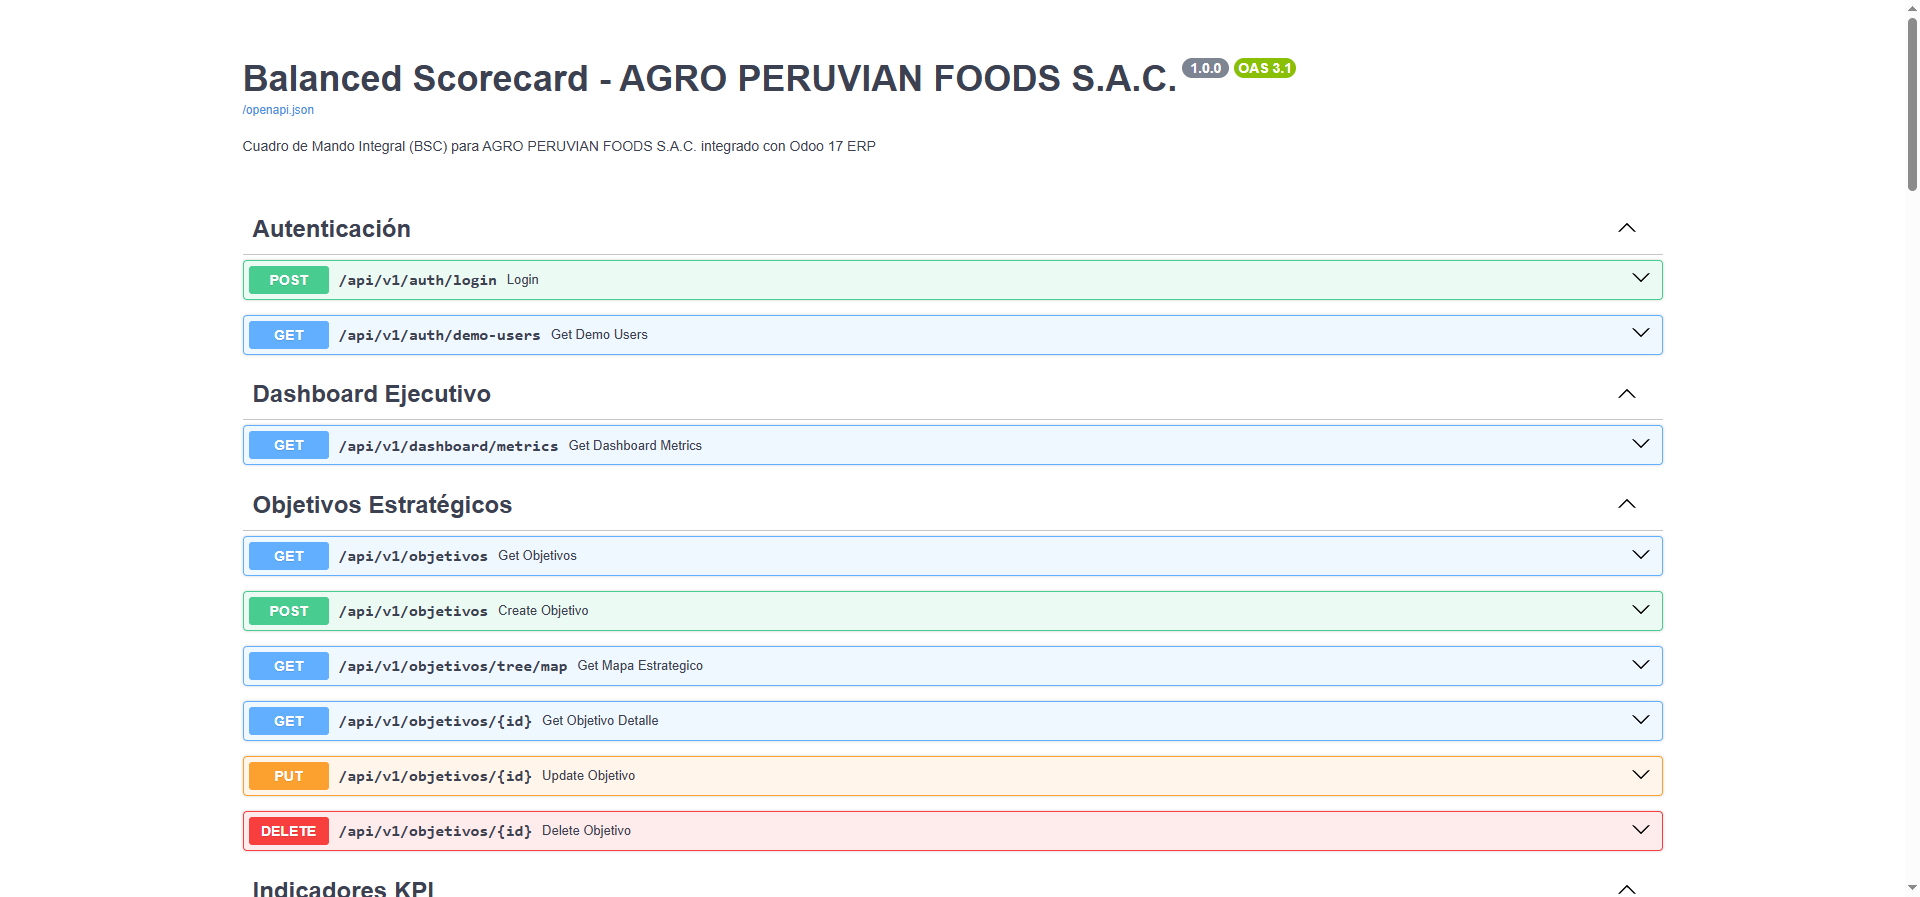 Balanced Scorecard - AGRO PERUVIAN FOODS S.A.C. 1.0.0 OAS 3.1
/openapi.json
Cuadro de Mando Integral (BSC) para AGRO PERUVIAN FOODS S.A.C. integrado con Odoo 17 ERP
Autenticación
POST /api/v1/auth/login Login
GET /api/v1/auth/demo-users Get Demo Users
Dashboard Ejecutivo
GET /api/v1/dashboard/metrics Get Dashboard Metrics
Objetivos Estratégicos
GET /api/v1/objetivos Get Objetivos
POST /api/v1/objetivos Create Objetivo
GET /api/v1/objetivos/tree/map Get Mapa Estrategico
GET /api/v1/objetivos/{id} Get Objetivo Detalle
PUT /api/v1/objetivos/{id} Update Objetivo
DELETE /api/v1/objetivos/{id} Delete Objetivo
Indicadores KPI